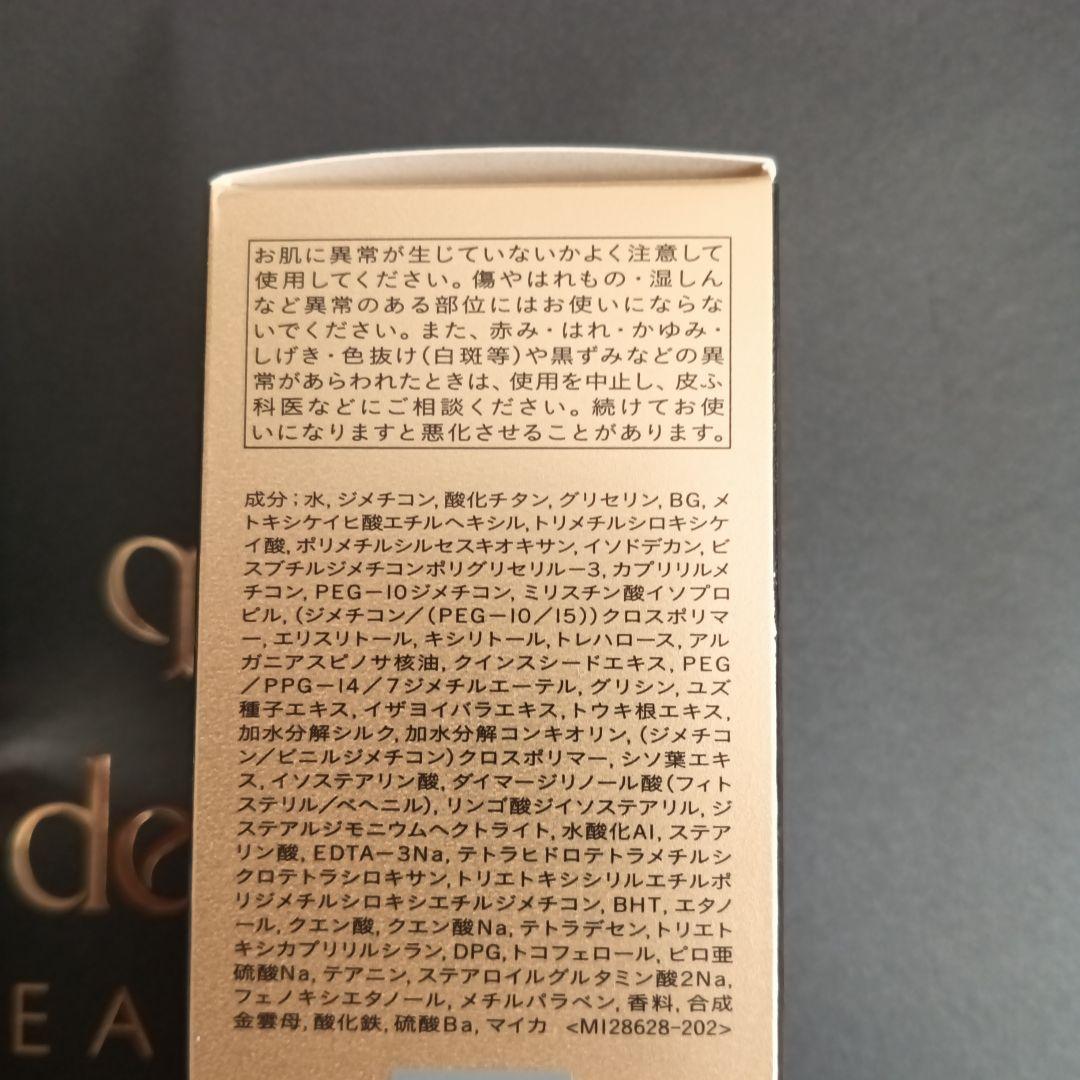 お肌に異常が生じていないかよく注意して
使用してください。傷やはれもの・湿しん
など異常のある部位にはお使いにならな
いでください。また、赤み・はれ・かゆみ・
しげき・色抜け(白斑等)や黒ずみなどの異
常があらわれたときは、使用を中止し、皮ふ
科医などにご相談ください。続けてお使
いになりますと悪化させることがあります。
成分;水, ジメチコン, 酸化チタン, グリセリン, BG, メ
トキシケイヒ酸エチルヘキシル, トリメチルシロキシケ
イ酸, ポリメチルシルセスキオキサン, イソドデカン, ビ
スブチルジメチコンポリグリセリル−3, カプリリルメ
チコン, PEG−10ジメチコン, ミリスチン酸イソプロ
ピル, (ジメチコン/(PEG−10/15))クロスポリマ
ー, エリスリトール, キシリトール, トレハロース, アル
ガニアスピノサ核油, クインスシードエキス, PEG
/PPG−14/7ジメチルエーテル, グリシン, ユズ
種子エキス, イザヨイバラエキス, トウキ根エキス,
加水分解シルク, 加水分解コンキオリン, (ジメチコ
ン/ビニルジメチコン)クロスポリマー, シソ葉エキ
ス, イソステアリン酸, ダイマージリノール酸(フィト
ステリル/ベヘニル), リンゴ酸ジイソステアリル, ジ
ステアルジモニウムヘクトライト, 水酸化Al, ステア
リン酸, EDTA−3Na, テトラヒドロテトラメチルシ
クロテトラシロキサン, トリエトキシシリルエチルポ
リジメチルシロキシエチルジメチコン, BHT, エタノ
ール, クエン酸, クエン酸Na, テトラデセン, トリエト
キシカプリリルシラン, DPG, トコフェロール, ピロ亜
硫酸Na, テアニン, ステアロイルグルタミン酸2Na,
フェノキシエタノール, メチルパラベン, 香料, 合成
金雲母, 酸化鉄, 硫酸Ba, マイカ <MI28628-202>
de
EA